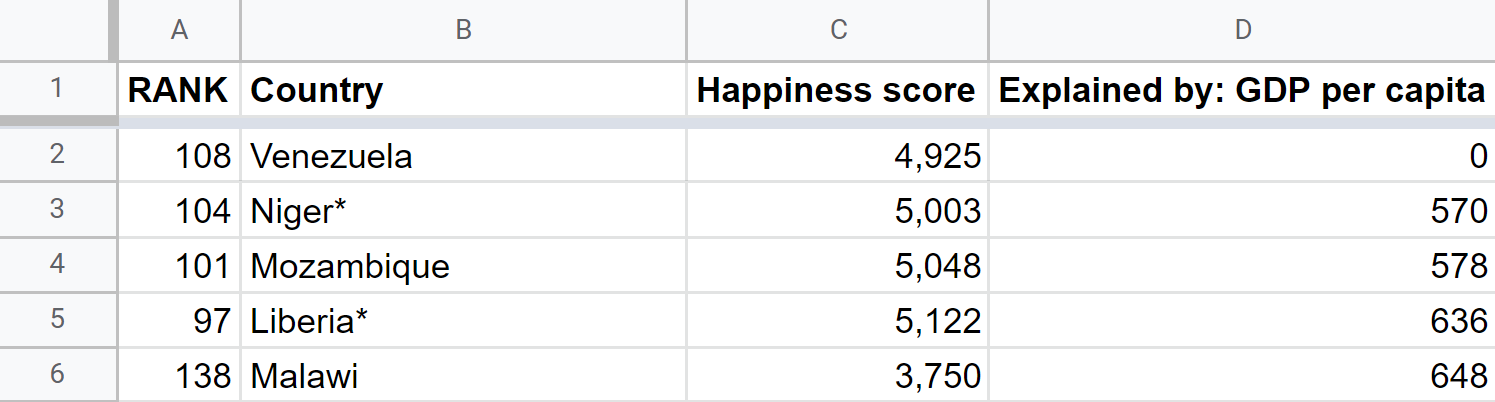 A B C D
1 RANK Country Happiness score Explained by: GDP per capita
2 108 Venezuela 4,925 0
3 104 Niger* 5,003 570
4 101 Mozambique 5,048 578
5 97 Liberia* 5,122 636
6 138 Malawi 3,750 648